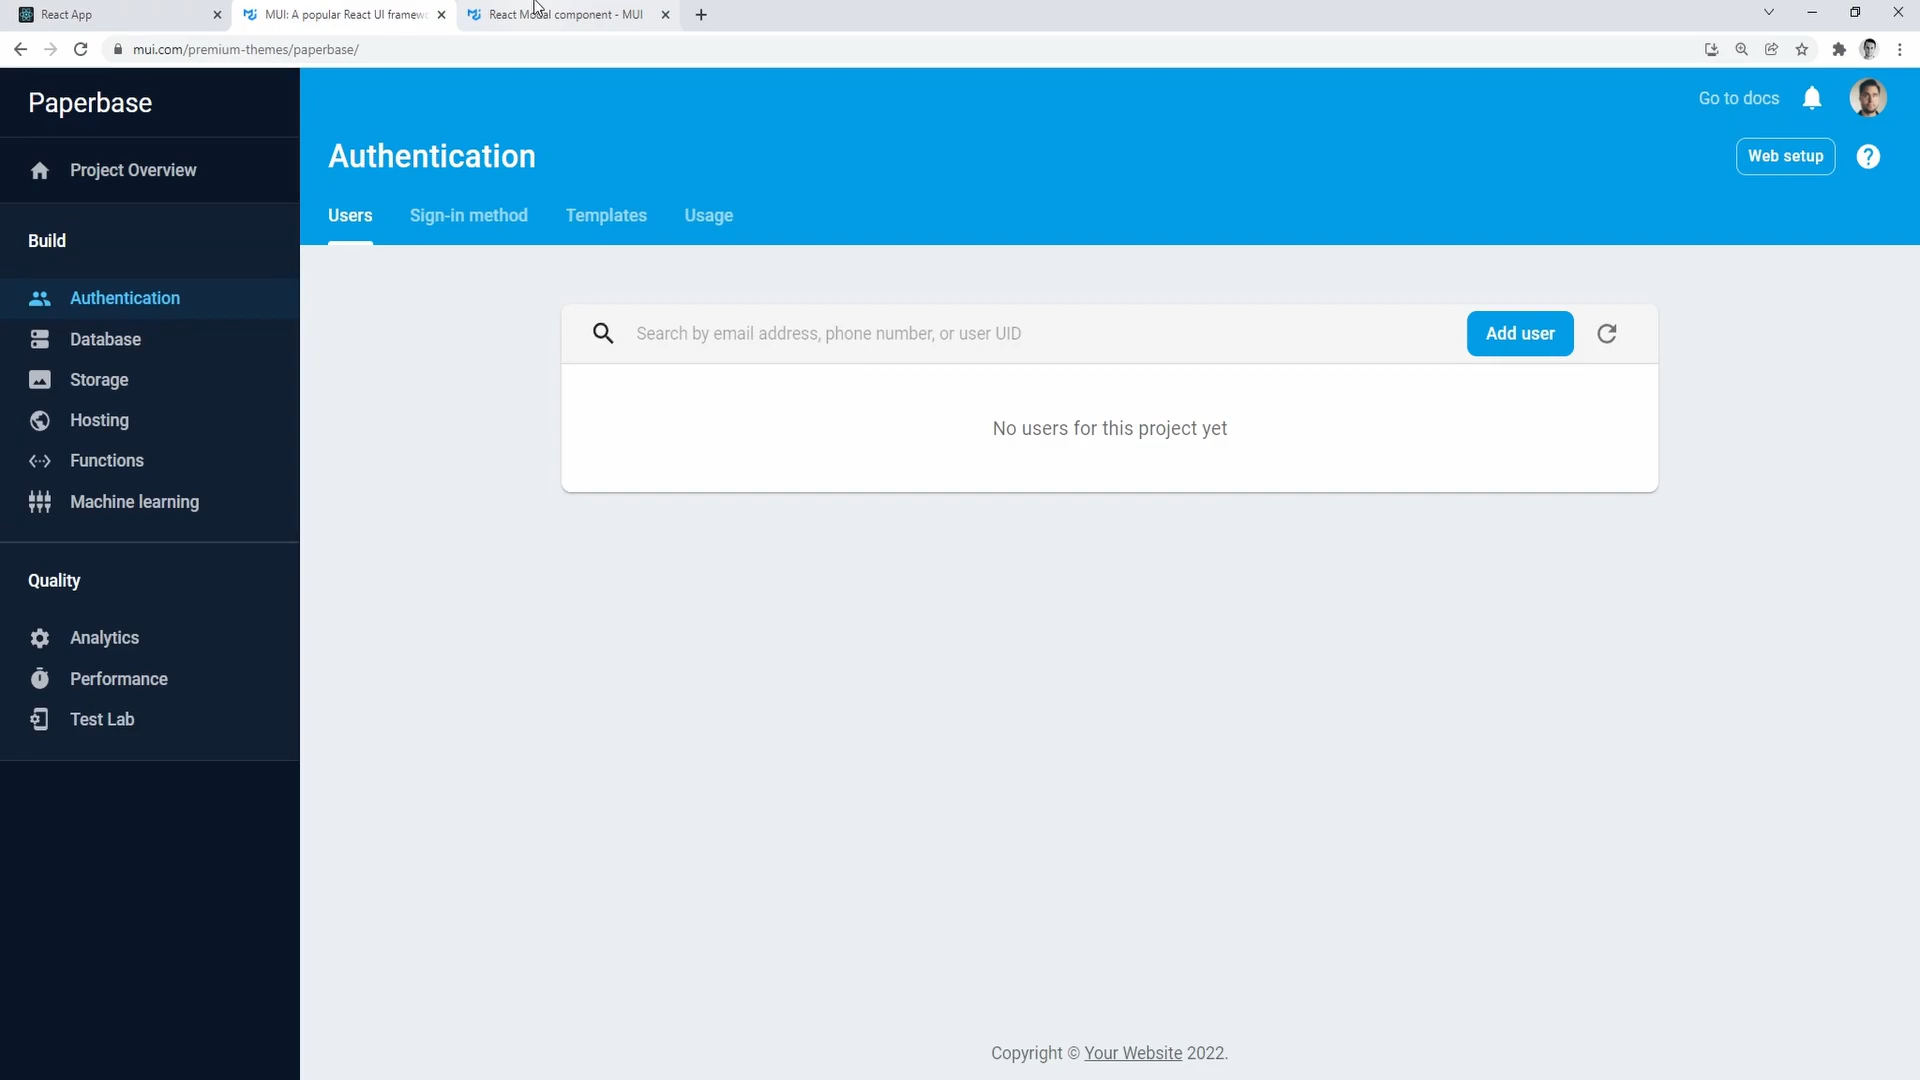 React App
MUI: A popular React UI framew
React Modal component - MUI
mui.com/premium-themes/paperbase/
Paperbase
Go to docs
Authentication
Web setup
Project Overview
Users
Sign-in method
Templates
Usage
Build
Authentication
Database
Storage
Hosting
Functions
Machine learning
Search by email address, phone number, or user UID
Add user
No users for this project yet
Quality
Analytics
Performance
Test Lab
Copyright © Your Website 2022.